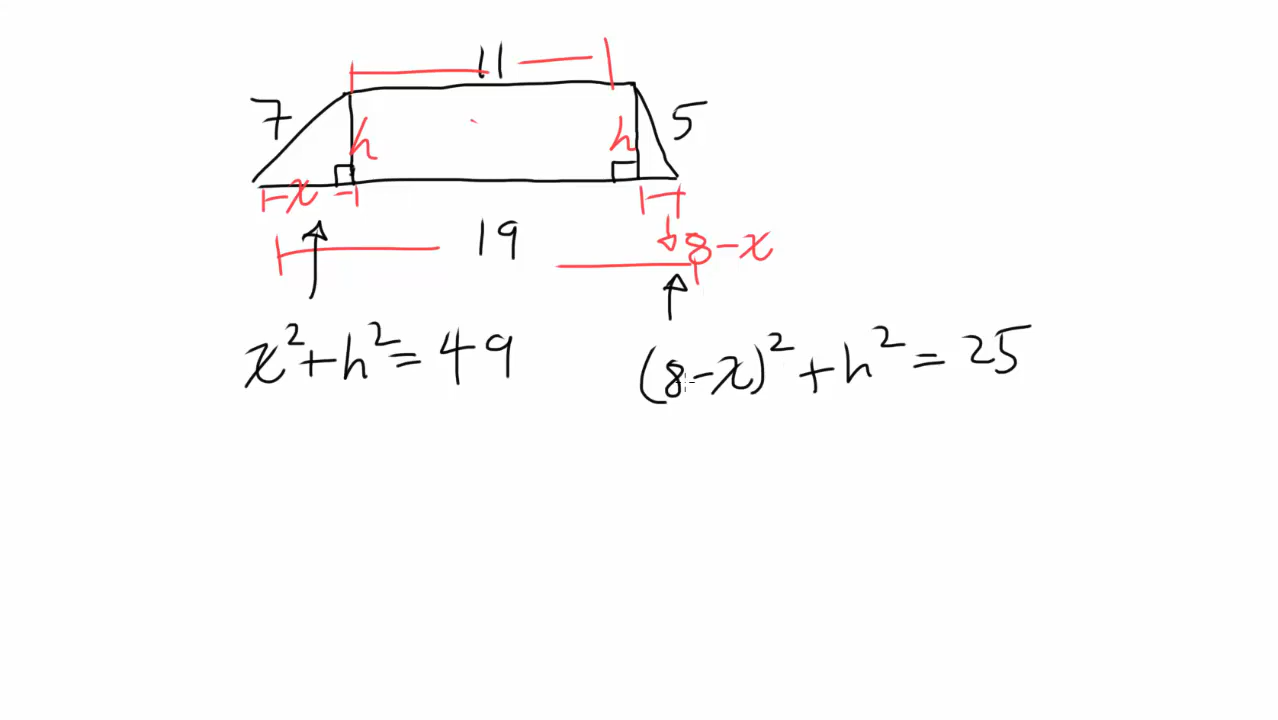 11
7 h h 5
x
19 8-x
x²+h²=49 (8-x)²+h²=25